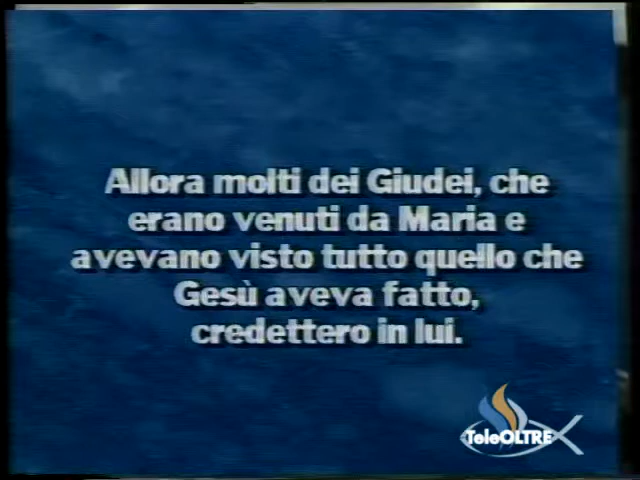 Allora molti dei Giudei, che
erano venuti da Maria e
avevano visto tutto quello che
Gesù aveva fatto,
credettero in lui.
TeleOLTRE